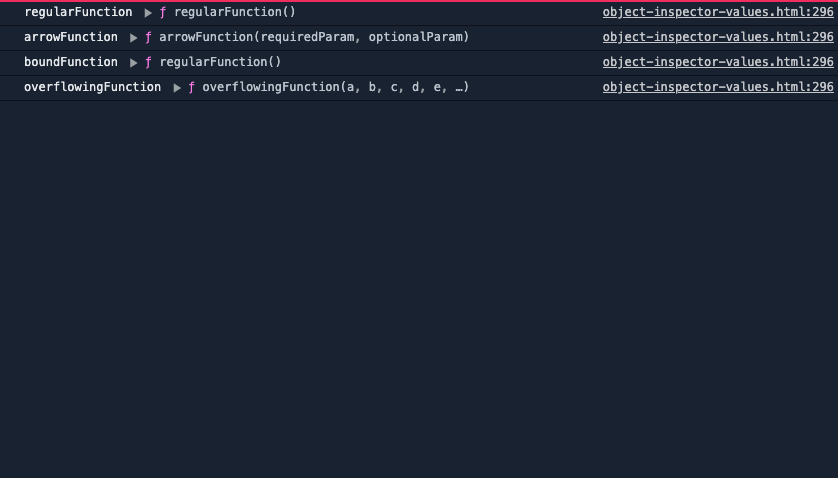 regularFunction ▶ ƒ regularFunction() object-inspector-values.html:296
arrowFunction ▶ ƒ arrowFunction(requiredParam, optionalParam) object-inspector-values.html:296
boundFunction ▶ ƒ regularFunction() object-inspector-values.html:296
overflowingFunction ▶ ƒ overflowingFunction(a, b, c, d, e, …) object-inspector-values.html:296